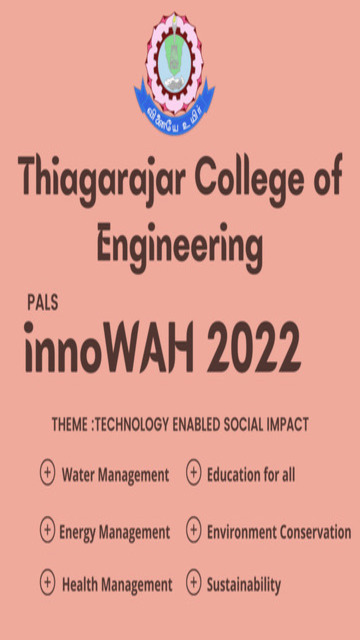 வினையே உயிர்
Thiagarajar College of
Engineering
PALS
innoWAH 2022
THEME :TECHNOLOGY ENABLED SOCIAL IMPACT
Water Management
Education for all
Energy Management
Environment Conservation
Health Management
Sustainability